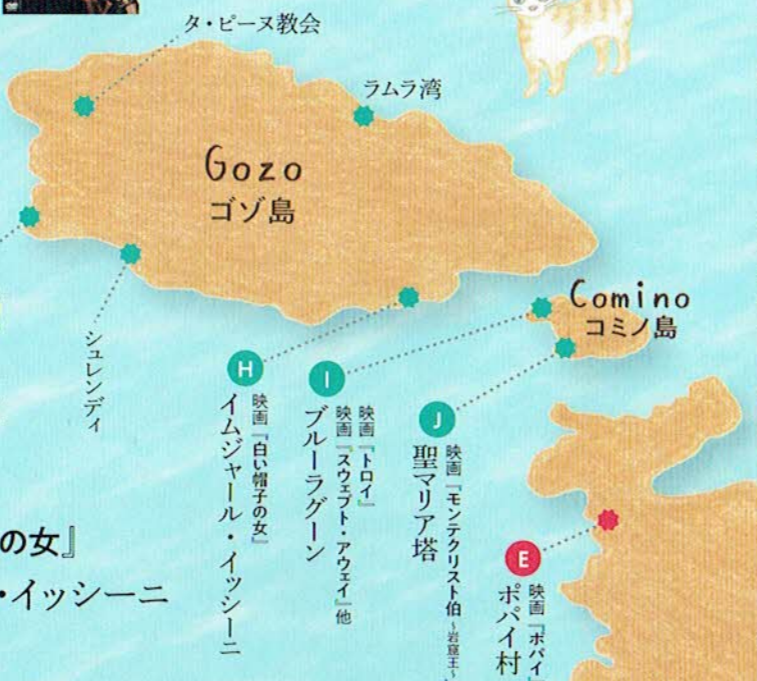 タ・ピーヌ教会
ラムラ湾
Gozo
ゴゾ島
Comino
コミノ島
シュレンディ
H
映画『白い帽子の女』
イムジャール・イッシーニ
I
映画『トロイ』
映画『スウェプト・アウェイ』他
ブルーラグーン
J
映画『モンテクリスト伯 ~岩窟王~
聖マリア塔
E
映画『ポパイ
ポパイ村
の女』
・イッシーニ